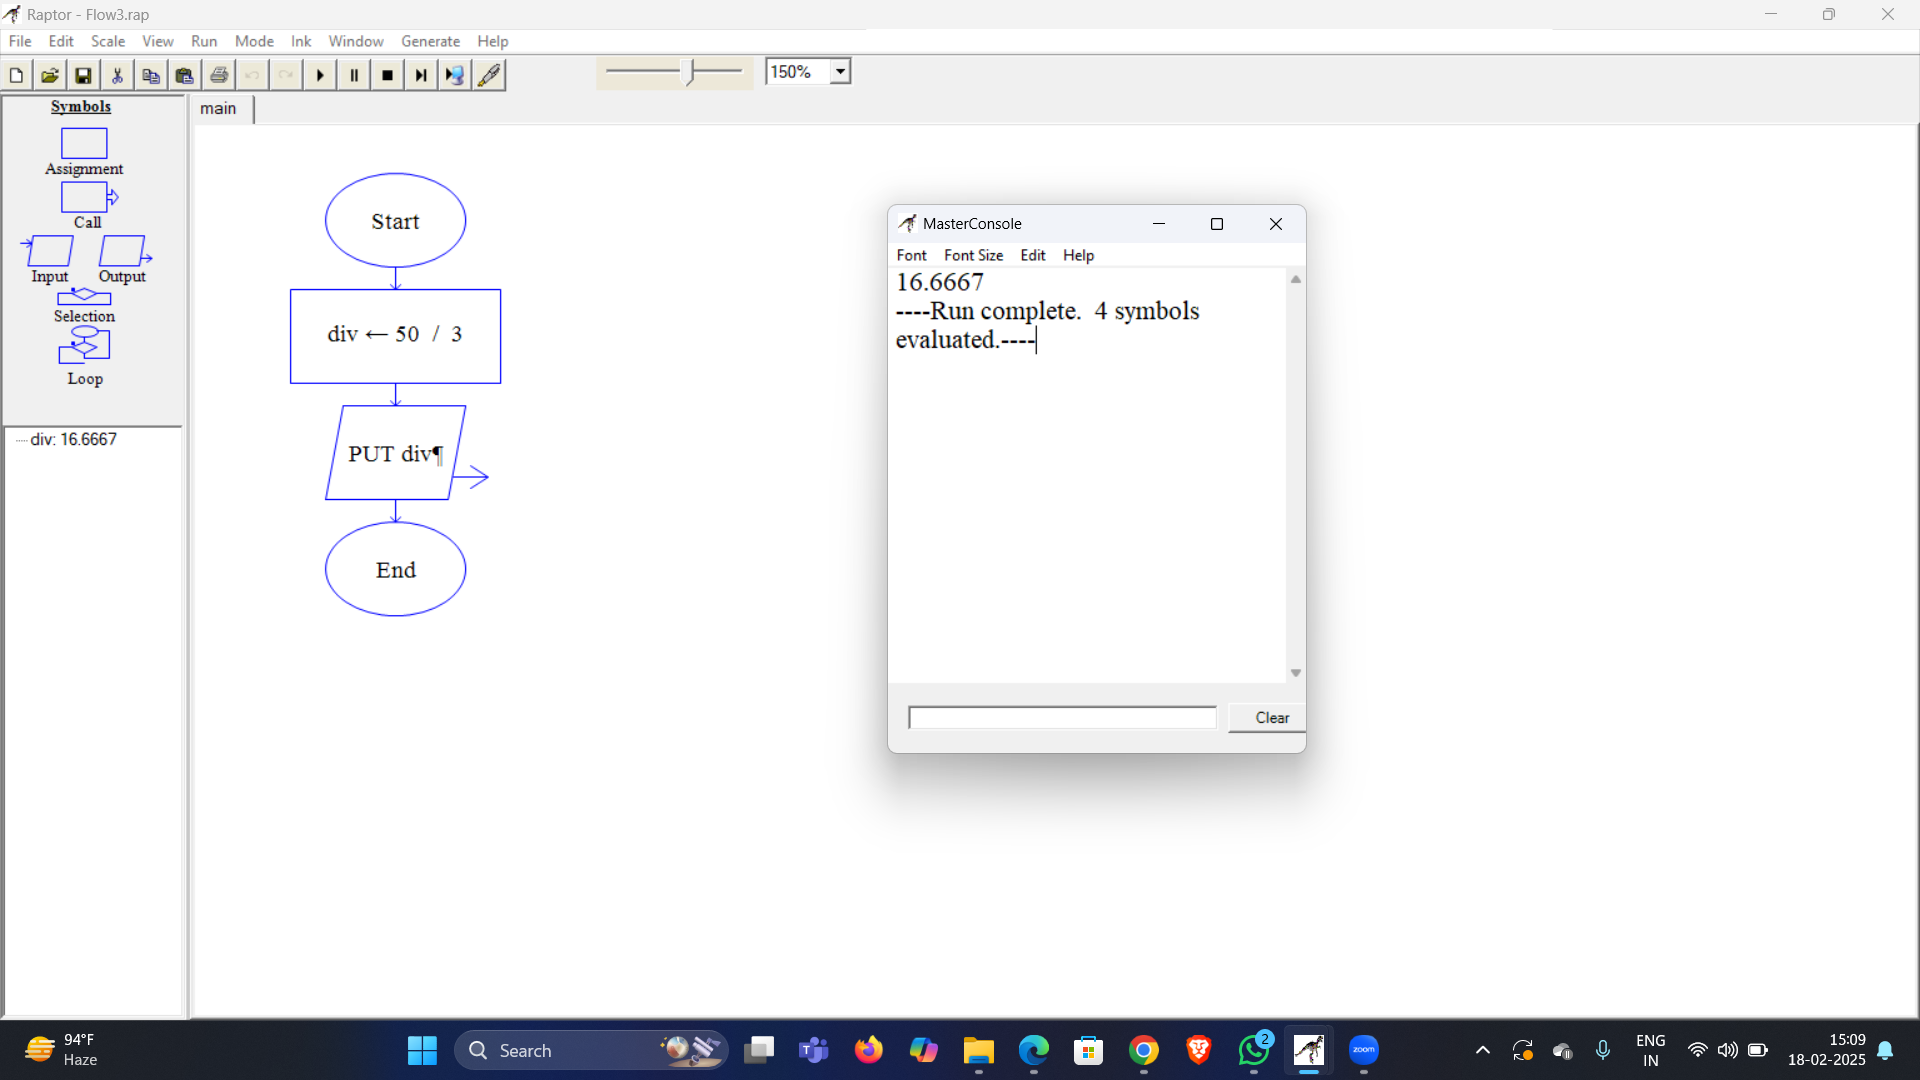 Raptor - Flow3.rap
File Edit Scale View Run Mode Ink Window Generate Help
150%
Symbols
Assignment
Call
Input Output
Selection
Loop
div: 16.6667
main
Start
div ← 50 / 3
PUT div¶
End
MasterConsole
Font Font Size Edit Help
16.6667
----Run complete. 4 symbols
evaluated.----
Clear
94°F
Haze
Search
zoom
2
ENG
IN
15:09
18-02-2025